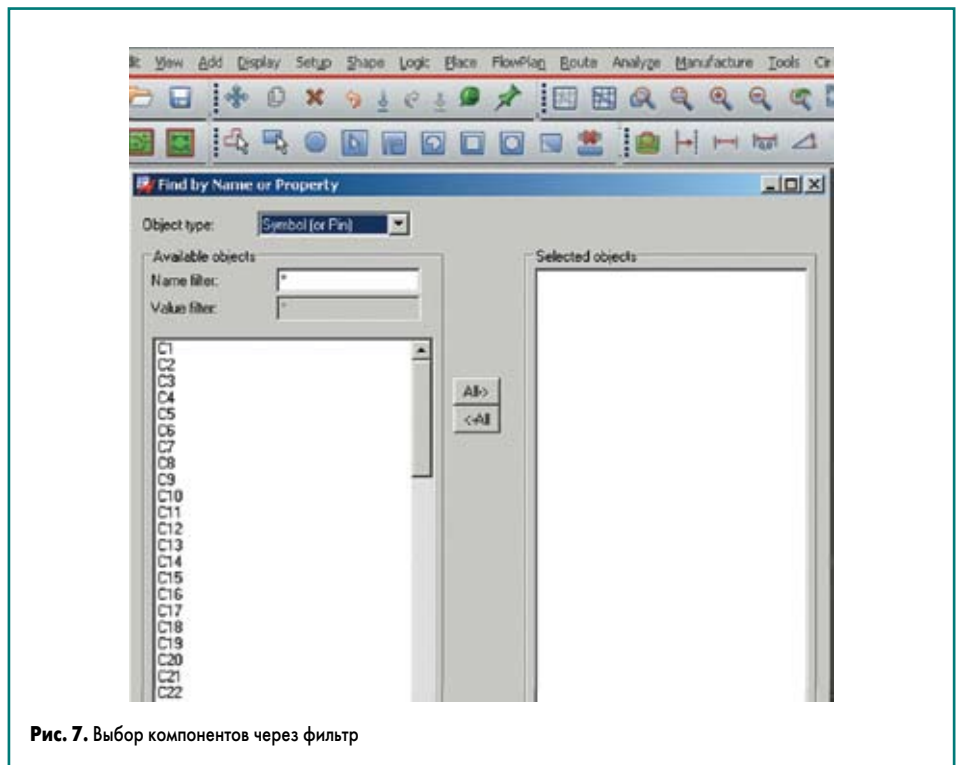 View Add Display Setup Shape Logic Place FlowPlan Route Analyze Manufacture Tools
Find by Name or Property
Object type: Symbol (or Pin)
Available objects
Name filter: *
Value filter: *
C1
C2
C3
C4
C5
C6
C7
C8
C9
C10
C11
C12
C13
C14
C15
C16
C17
C18
C19
C20
C21
C22
All->
<-All
Selected objects
Рис. 7. Выбор компонентов через фильтр